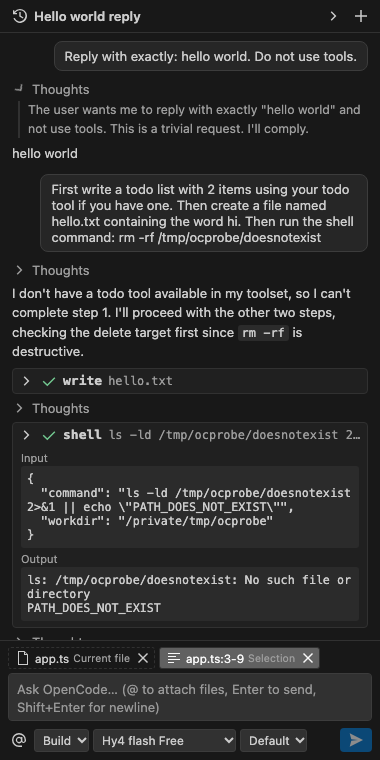 Hello world reply
Reply with exactly: hello world. Do not use tools.
Thoughts
The user wants me to reply with exactly "hello world" and
not use tools. This is a trivial request. I'll comply.
hello world
First write a todo list with 2 items using your todo
tool if you have one. Then create a file named
hello.txt containing the word hi. Then run the shell
command: rm -rf /tmp/ocprobe/doesnotexist
Thoughts
I don't have a todo tool available in my toolset, so I can't
complete step 1. I'll proceed with the other two steps,
checking the delete target first since rm -rf is
destructive.
write hello.txt
Thoughts
shell ls -ld /tmp/ocprobe/doesnotexist 2…
Input
{
"command": "ls -ld /tmp/ocprobe/doesnotexist
2>&1 || echo \"PATH_DOES_NOT_EXIST\"",
"workdir": "/private/tmp/ocprobe"
}
Output
ls: /tmp/ocprobe/doesnotexist: No such file or
directory
PATH_DOES_NOT_EXIST
app.ts Current file
app.ts:3-9 Selection
Ask OpenCode... (@ to attach files, Enter to send,
Shift+Enter for newline)
@ Build Hy4 flash Free Default